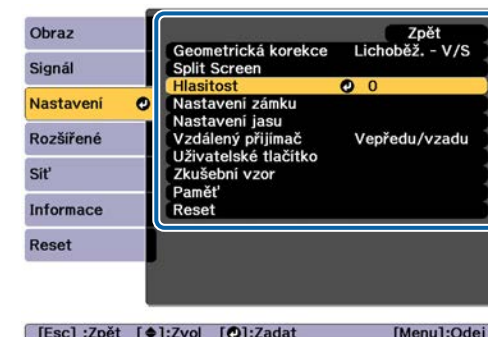 Obraz
Signál
Nastavení
Rozšířené
Síť
Informace
Reset
Zpět
Geometrická korekce Lichoběž. - V/S
Split Screen
Hlasitost 0
Nastavení zámku
Nastavení jasu
Vzdálený přijímač Vepředu/vzadu
Uživatelské tlačítko
Zkušební vzor
Paměť
Reset
[Esc] :Zpět [ ]:Zvol [ ]:Zadat [Menu]:Odej